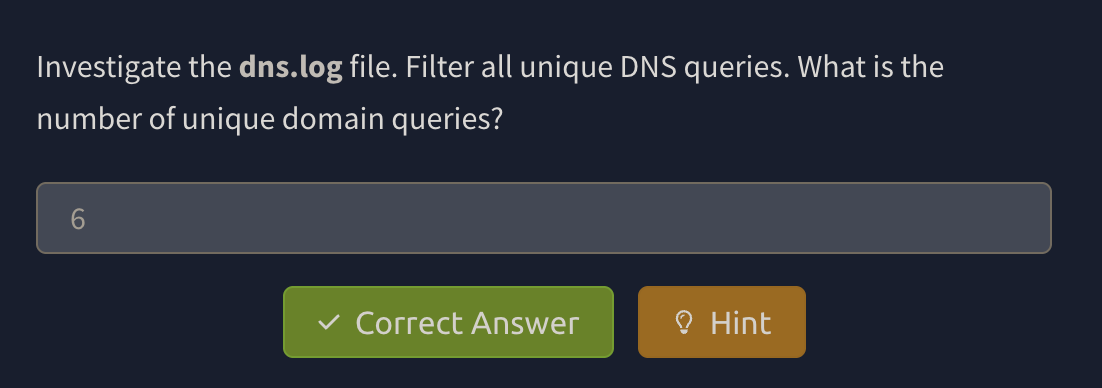 Investigate the dns.log file. Filter all unique DNS queries. What is the
number of unique domain queries?
6
Correct Answer
Hint